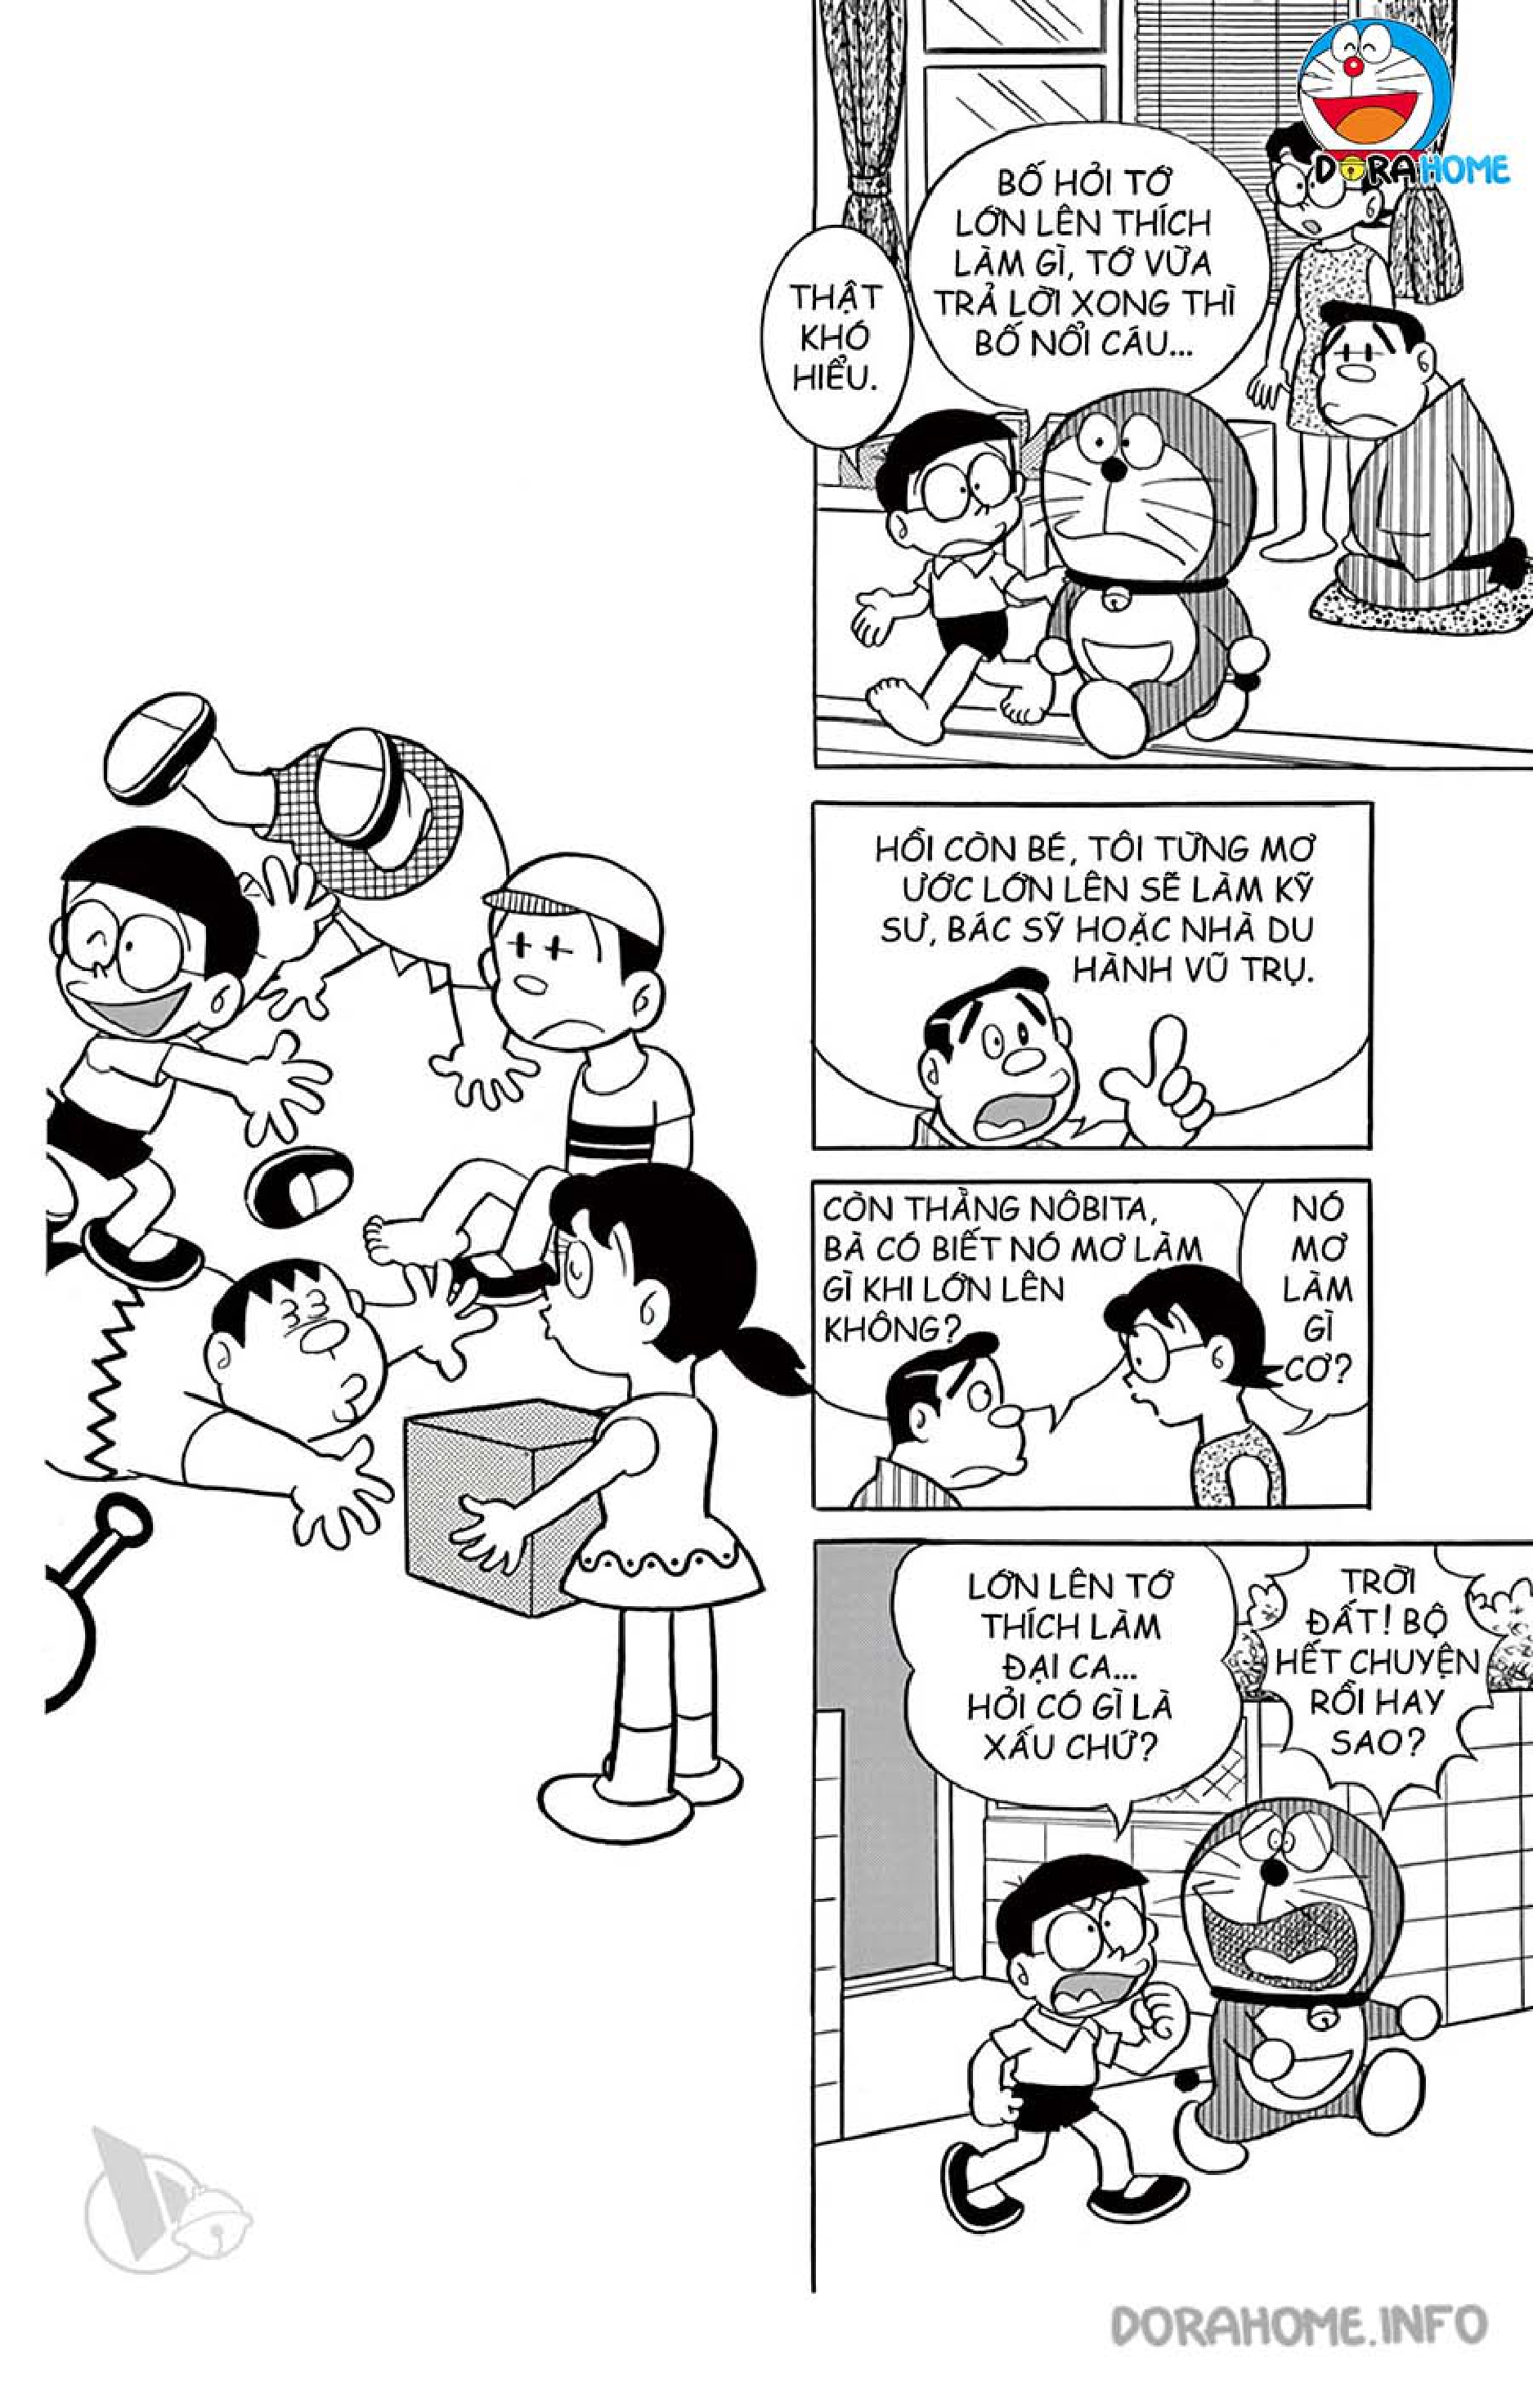 DORAHOME
BỐ HỎI TỚ
LỚN LÊN THÍCH
LÀM GÌ, TỚ VỪA
TRẢ LỜI XONG THÌ
BỐ NỔI CÁU...
THẬT
KHÓ
HIỂU.
HỒI CÒN BÉ, TÔI TỪNG MƠ
ƯỚC LỚN LÊN SẼ LÀM KỸ
SƯ, BÁC SỸ HOẶC NHÀ DU
HÀNH VŨ TRỤ.
CÒN THẰNG NÔBITA,
BÀ CÓ BIẾT NÓ MƠ LÀM
GÌ KHI LỚN LÊN
KHÔNG?
NÓ
MƠ
LÀM
GÌ
CƠ?
LỚN LÊN TỚ
THÍCH LÀM
ĐẠI CA...
HỎI CÓ GÌ LÀ
XẤU CHỨ?
TRỜI
ĐẤT! BỘ
HẾT CHUYỆN
RỒI HAY
SAO?
DORAHOME.INFO